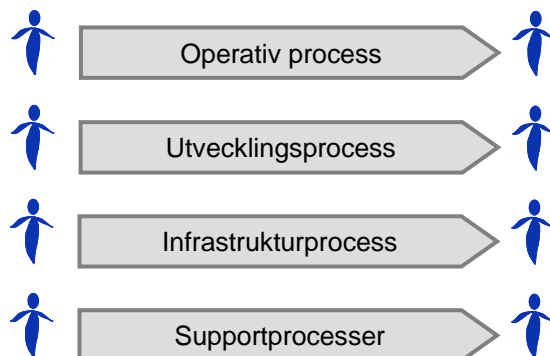 Operativ process
Utvecklingsprocess
Infrastrukturprocess
Supportprocesser